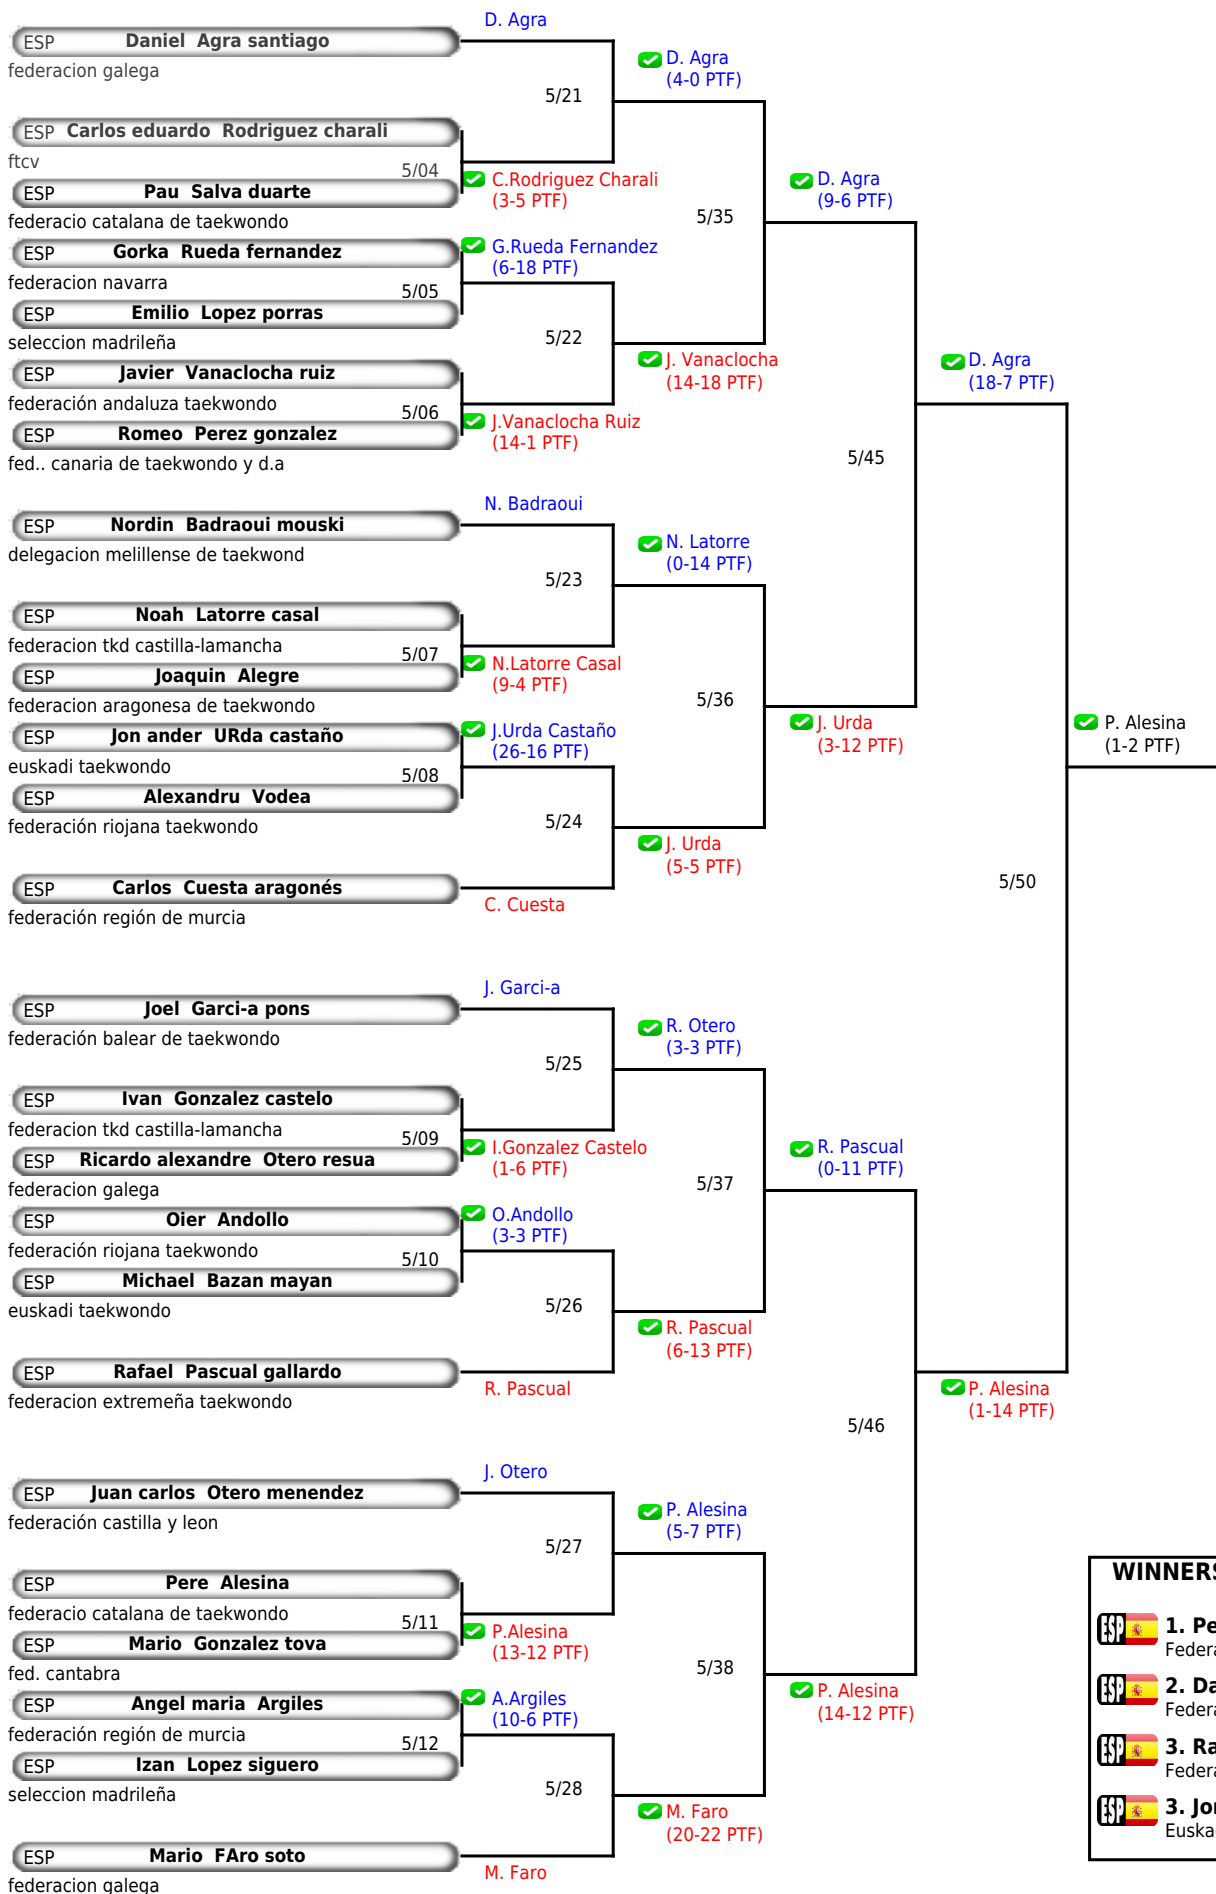 D. Agra
ESP Daniel Agra santiago
federacion galega
D. Agra
(4-0 PTF)
5/21
ESP Carlos eduardo Rodriguez charali
ftcv
5/04
C.Rodriguez Charali
(3-5 PTF)
ESP Pau Salva duarte
federacio catalana de taekwondo
D. Agra
(9-6 PTF)
5/35
ESP Gorka Rueda fernandez
federacion navarra
5/05
G.Rueda Fernandez
(6-18 PTF)
ESP Emilio Lopez porras
seleccion madrileña
5/22
J. Vanaclocha
(14-18 PTF)
ESP Javier Vanaclocha ruiz
federación andaluza taekwondo
5/06
J.Vanaclocha Ruiz
(14-1 PTF)
ESP Romeo Perez gonzalez
fed.. canaria de taekwondo y d.a
D. Agra
(18-7 PTF)
5/45
N. Badraoui
ESP Nordin Badraoui mouski
delegacion melillense de taekwond
N. Latorre
(0-14 PTF)
5/23
ESP Noah Latorre casal
federacion tkd castilla-lamancha
5/07
N.Latorre Casal
(9-4 PTF)
ESP Joaquin Alegre
federacion aragonesa de taekwondo
5/36
J. Urda
(3-12 PTF)
P. Alesina
(1-2 PTF)
ESP Jon ander URda castaño
euskadi taekwondo
5/08
J.Urda Castaño
(26-16 PTF)
ESP Alexandru Vodea
federación riojana taekwondo
5/24
J. Urda
(5-5 PTF)
ESP Carlos Cuesta aragonés
federación región de murcia
C. Cuesta
5/50
J. Garci-a
ESP Joel Garci-a pons
federación balear de taekwondo
R. Otero
(3-3 PTF)
5/25
ESP Ivan Gonzalez castelo
federacion tkd castilla-lamancha
5/09
I.Gonzalez Castelo
(1-6 PTF)
ESP Ricardo alexandre Otero resua
federacion galega
R. Pascual
(0-11 PTF)
5/37
ESP Oier Andollo
federación riojana taekwondo
5/10
O.Andollo
(3-3 PTF)
ESP Michael Bazan mayan
euskadi taekwondo
5/26
R. Pascual
(6-13 PTF)
ESP Rafael Pascual gallardo
federacion extremeña taekwondo
R. Pascual
P. Alesina
(1-14 PTF)
5/46
J. Otero
ESP Juan carlos Otero menendez
federación castilla y leon
P. Alesina
(5-7 PTF)
5/27
ESP Pere Alesina
federacio catalana de taekwondo
5/11
P.Alesina
(13-12 PTF)
ESP Mario Gonzalez tova
fed. cantabra
5/38
P. Alesina
(14-12 PTF)
ESP Angel maria Argiles
federación región de murcia
5/12
A.Argiles
(10-6 PTF)
ESP Izan Lopez siguero
seleccion madrileña
5/28
M. Faro
(20-22 PTF)
ESP Mario FAro soto
federacion galega
M. Faro
WINNERS
ESP 1. Pe
Federa
ESP 2. Da
Federa
ESP 3. Ra
Federa
ESP 3. Jo
Euska